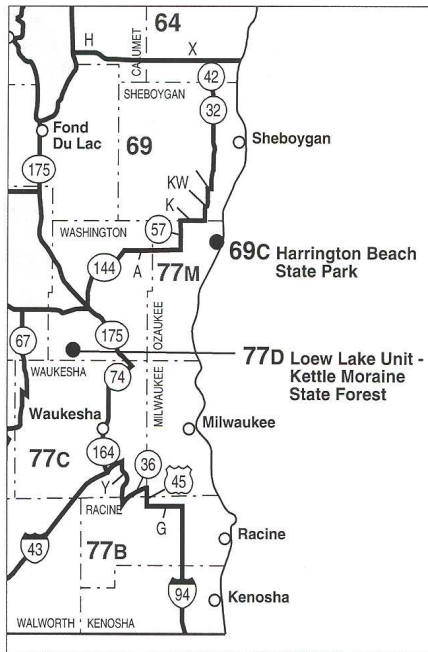 64
H
CALUMET
X
42
SHEBOYGAN
32
Fond
Du Lac
69
Sheboygan
175
KW
K
57
WASHINGTON
69C Harrington Beach
State Park
144
A
77M
OZAUKEE
67
175
77D Loew Lake Unit -
Kettle Moraine
State Forest
WAUKESHA
74
MILWAUKEE
Waukesha
Milwaukee
77C
164
36
Y
45
RACINE
G
43
77B
Racine
94
Kenosha
WALWORTH
KENOSHA